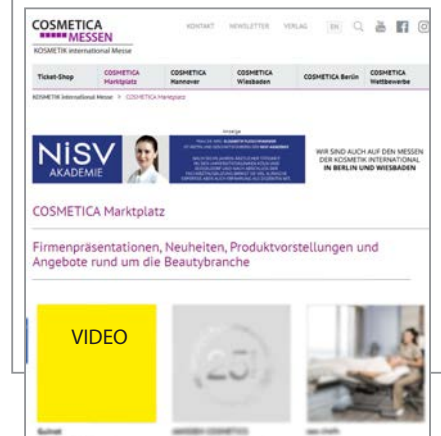 COSMETICA
MESSEN
KOSMETIK international Messe
KONTAKT NEWSLETTER VERLAG EN
Ticket-Shop
COSMETICA Marktplatz
COSMETICA Hannover
COSMETICA Wiesbaden
COSMETICA Berlin
COSMETICA Wettbewerbe
KOSMETIK international Messe > COSMETICA Marktplatz
Anzeige
NiSV
AKADEMIE
WIR SIND AUCH AUF DEN MESSEN
DER KOSMETIK INTERNATIONAL
IN BERLIN UND WIESBADEN
COSMETICA Marktplatz
Firmenpräsentationen, Neuheiten, Produktvorstellungen und
Angebote rund um die Beautybranche
VIDEO